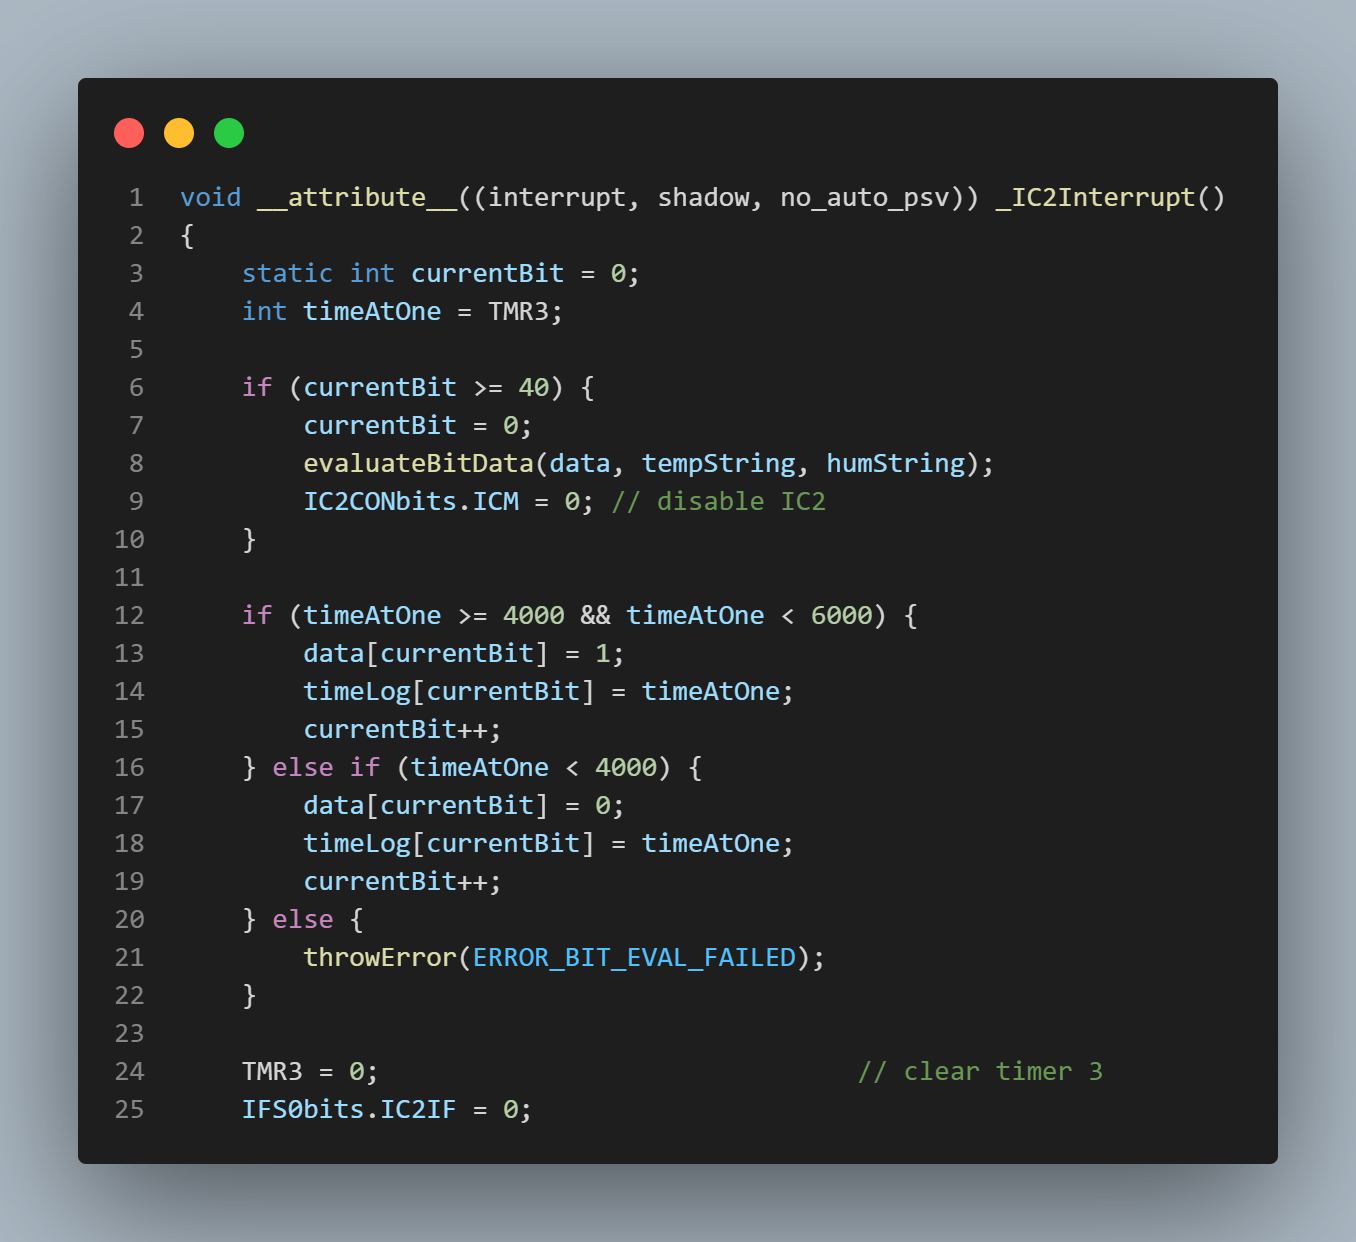 1 void __attribute__((interrupt, shadow, no_auto_psv)) _IC2Interrupt()
2 {
3     static int currentBit = 0;
4     int timeAtOne = TMR3;
5
6     if (currentBit >= 40) {
7         currentBit = 0;
8         evaluateBitData(data, tempString, humString);
9         IC2CONbits.ICM = 0; // disable IC2
10     }
11
12     if (timeAtOne >= 4000 && timeAtOne < 6000) {
13         data[currentBit] = 1;
14         timeLog[currentBit] = timeAtOne;
15         currentBit++;
16     } else if (timeAtOne < 4000) {
17         data[currentBit] = 0;
18         timeLog[currentBit] = timeAtOne;
19         currentBit++;
20     } else {
21         throwError(ERROR_BIT_EVAL_FAILED);
22     }
23
24     TMR3 = 0;                               // clear timer 3
25     IFS0bits.IC2IF = 0;